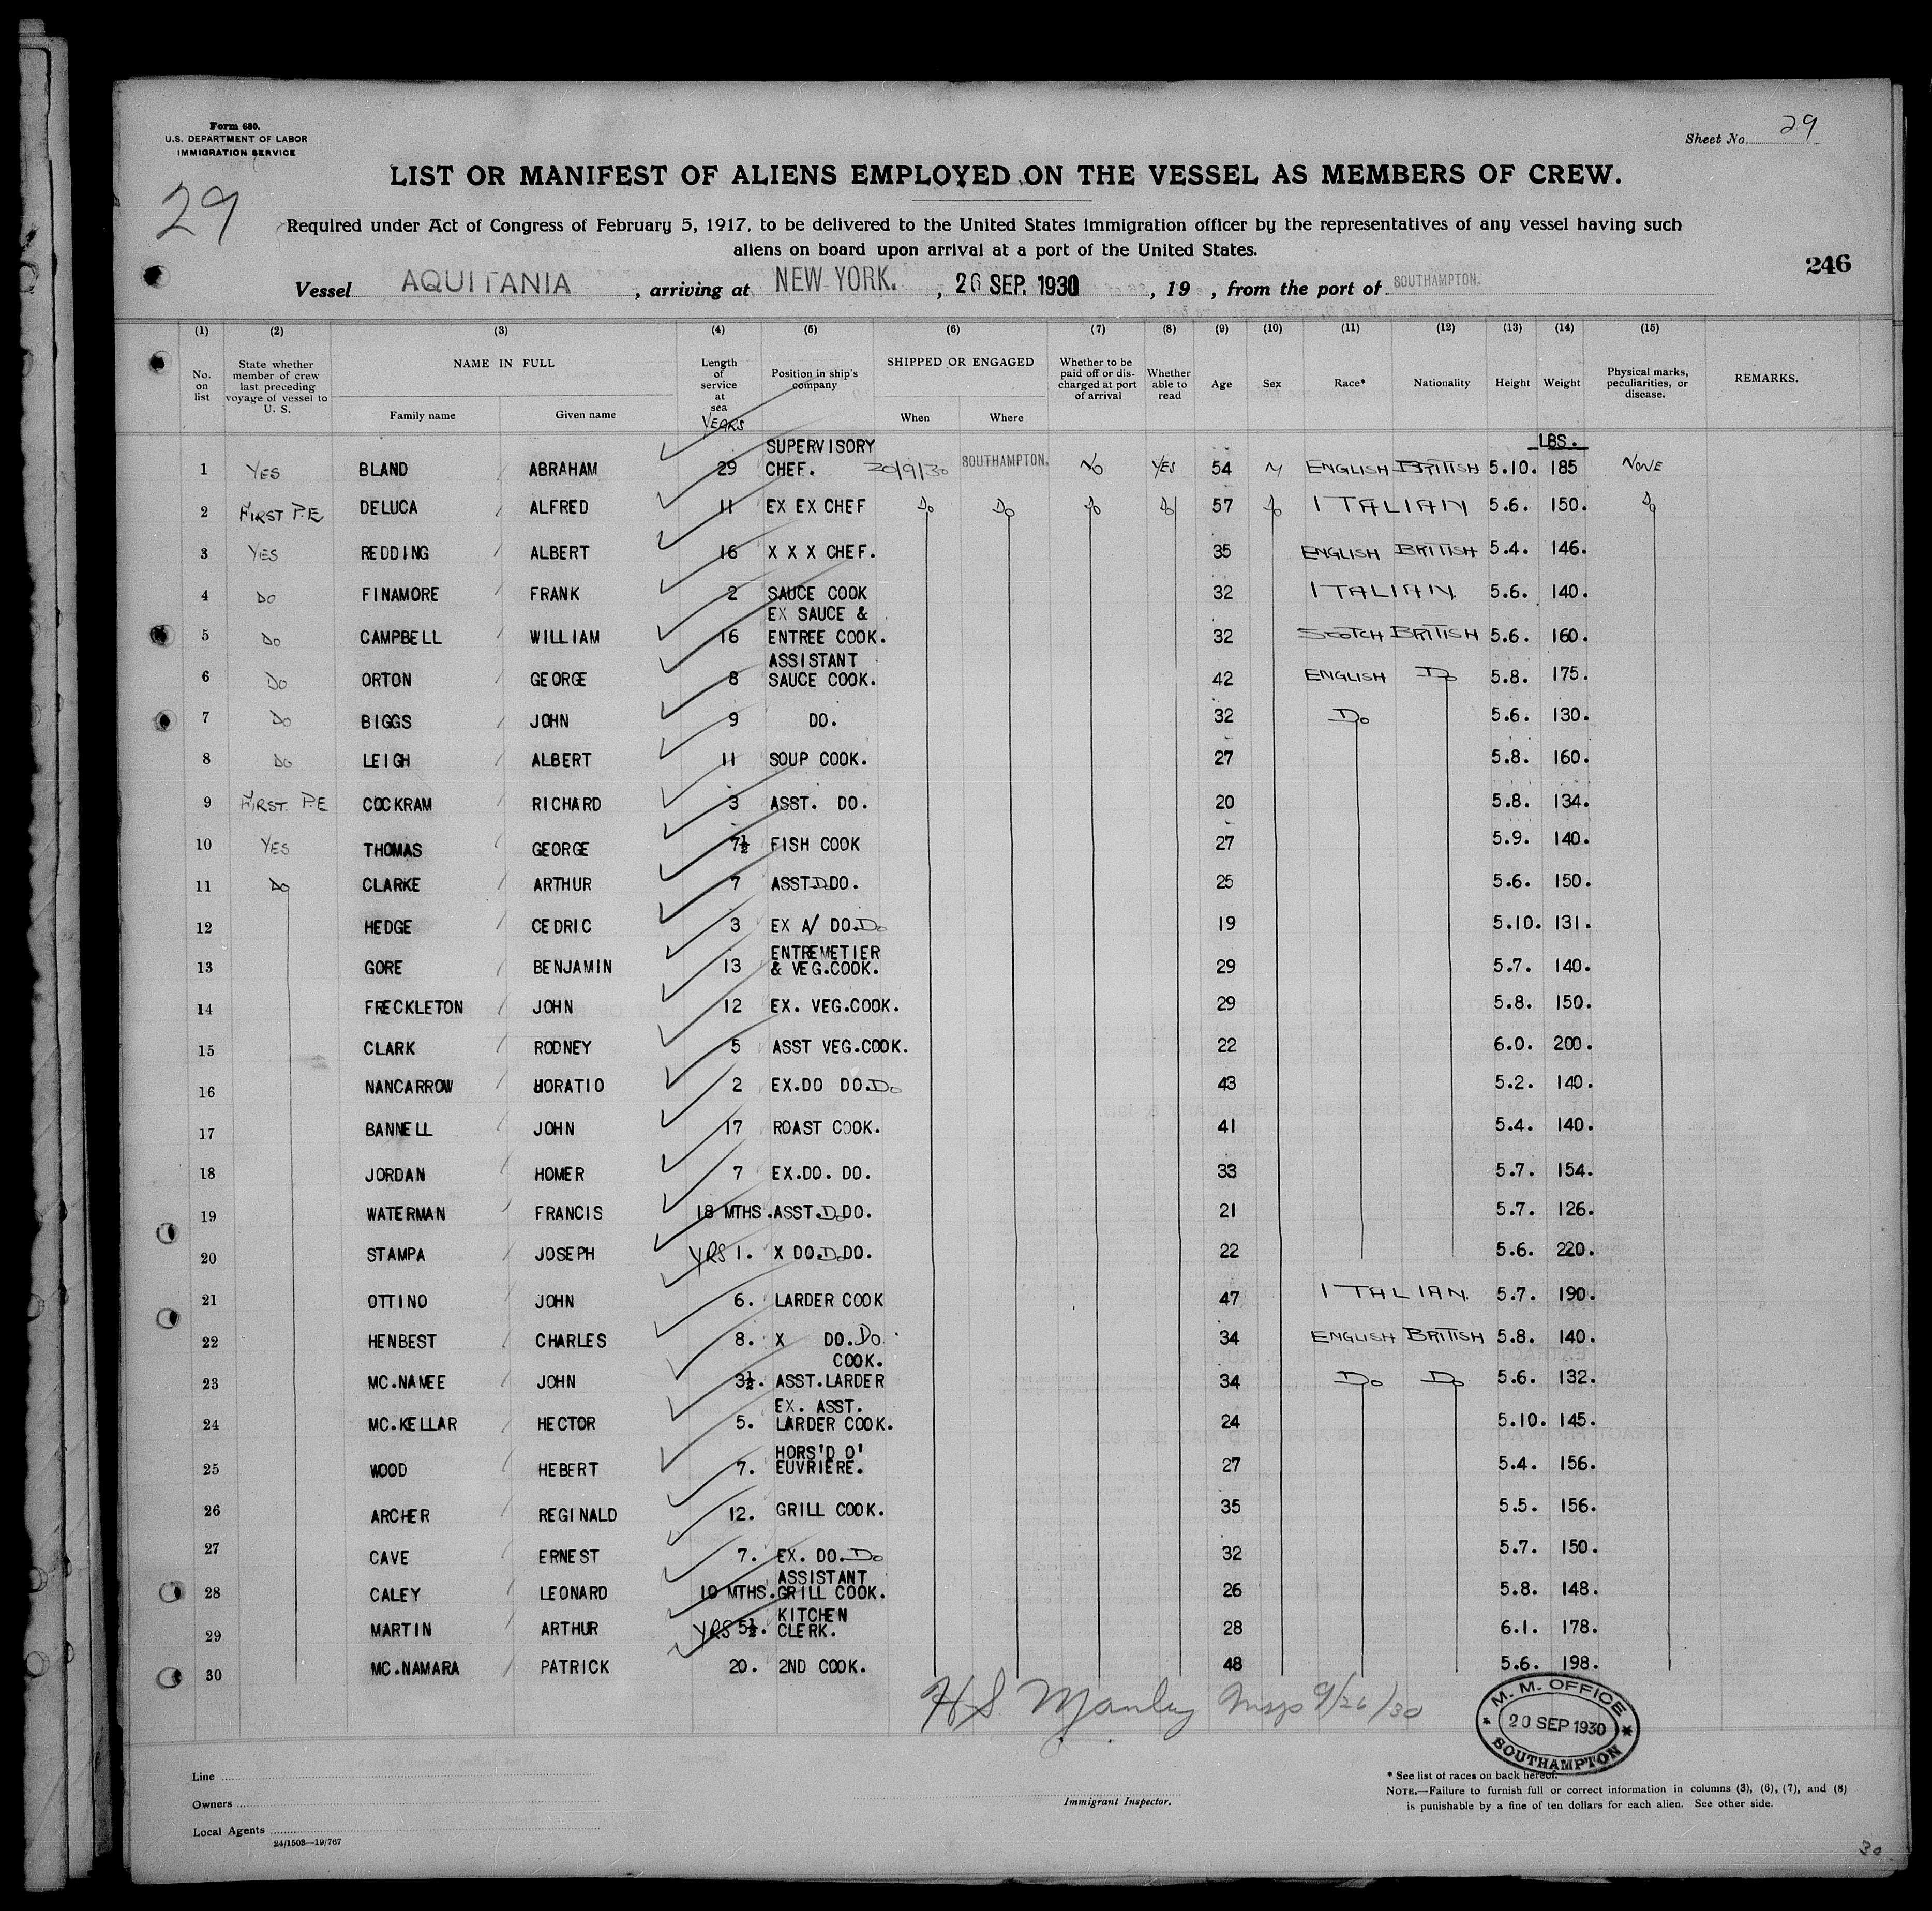 Form 680.
U.S. DEPARTMENT OF LABOR
IMMIGRATION SERVICE
Sheet No. 29
29
LIST OR MANIFEST OF ALIENS EMPLOYED ON THE VESSEL AS MEMBERS OF CREW.
Required under Act of Congress of February 5, 1917, to be delivered to the United States immigration officer by the representatives of any vessel having such
aliens on board upon arrival at a port of the United States.
246
Vessel AQUITANIA , arriving at NEW YORK. , 26 SEP. 1930 , 19 , from the port of SOUTHAMPTON.
(1) (2) (3) (4) (5) (6) (7) (8) (9) (10) (11) (12) (13) (14) (15)
No. on list State whether member of crew last preceding voyage of vessel to U. S. NAME IN FULL Family name Given name Length of service at sea YEARS Position in ship's company SHIPPED OR ENGAGED When Where Whether to be paid off or discharged at port of arrival Whether able to read Age Sex Race* Nationality Height Weight Physical marks, peculiarities, or disease. REMARKS.
LBS.
1 YES BLAND ABRAHAM 29 SUPERVISORY CHEF. 20/9/30 SOUTHAMPTON. NO YES 54 M ENGLISH BRITISH 5.10. 185 NONE
2 FIRST P.E DELUCA ALFRED 11 EX EX CHEF Do Do Do Do 57 Do ITALIAN 5.6. 150. Do
3 YES REDDING ALBERT 16 X X X CHEF. 35 ENGLISH BRITISH 5.4. 146.
4 DO FINAMORE FRANK 2 SAUCE COOK 32 ITALIAN 5.6. 140.
5 DO CAMPBELL WILLIAM 16 EX SAUCE & ENTREE COOK. 32 SCOTCH BRITISH 5.6. 160.
6 DO ORTON GEORGE 8 ASSISTANT SAUCE COOK. 42 ENGLISH Do 5.8. 175.
7 DO BIGGS JOHN 9 DO. 32 Do 5.6. 130.
8 DO LEIGH ALBERT 11 SOUP COOK. 27 5.8. 160.
9 FIRST. P.E COCKRAM RICHARD 3 ASST. DO. 20 5.8. 134.
10 YES THOMAS GEORGE 7½ FISH COOK 27 5.9. 140.
11 DO CLARKE ARTHUR 7 ASST Do DO. 25 5.6. 150.
12 HEDGE CEDRIC 3 EX A/ DO. Do 19 5.10. 131.
13 GORE BENJAMIN 13 ENTREMETIER & VEG.COOK. 29 5.7. 140.
14 FRECKLETON JOHN 12 EX. VEG.COOK. 29 5.8. 150.
15 CLARK RODNEY 5 ASST VEG.COOK. 22 6.0. 200.
16 NANCARROW HORATIO 2 EX.DO DO. Do 43 5.2. 140.
17 BANNELL JOHN 17 ROAST COOK. 41 5.4. 140.
18 JORDAN HOMER 7 EX.DO. DO. 33 5.7. 154.
19 WATERMAN FRANCIS 18 MTHS. ASST. Do DO. 21 5.7. 126.
20 STAMPA JOSEPH YRS 1. X DO. Do DO. 22 5.6. 220.
21 OTTINO JOHN 6. LARDER COOK 47 ITALIAN. 5.7. 190.
22 HENBEST CHARLES 8. X DO. Do 34 ENGLISH BRITISH 5.8. 140.
23 MC.NAMEE JOHN 3½. ASST.LARDER COOK. 34 Do Do 5.6. 132.
24 MC.KELLAR HECTOR 5. EX. ASST. LARDER COOK. 24 5.10. 145.
25 WOOD HEBERT 7. HORS'D O' EUVRIERE. 27 5.4. 156.
26 ARCHER REGINALD 12. GRILL COOK. 35 5.5. 156.
27 CAVE ERNEST 7. EX. DO. Do 32 5.7. 150.
28 CALEY LEONARD 10 MTHS. ASSISTANT GRILL COOK. 26 5.8. 148.
29 MARTIN ARTHUR YRS 5½. KITCHEN CLERK. 28 6.1. 178.
30 MC.NAMARA PATRICK 20. 2ND COOK. 48 5.6. 198.
H.S. Manley Insp 9/26/30
M. M. OFFICE
20 SEP 1930
SOUTHAMPTON
Line
Owners
Local Agents
24/1503—19/767
Immigrant Inspector.
* See list of races on back hereof.
NOTE.—Failure to furnish full or correct information in columns (3), (6), (7), and (8)
is punishable by a fine of ten dollars for each alien. See other side.
30